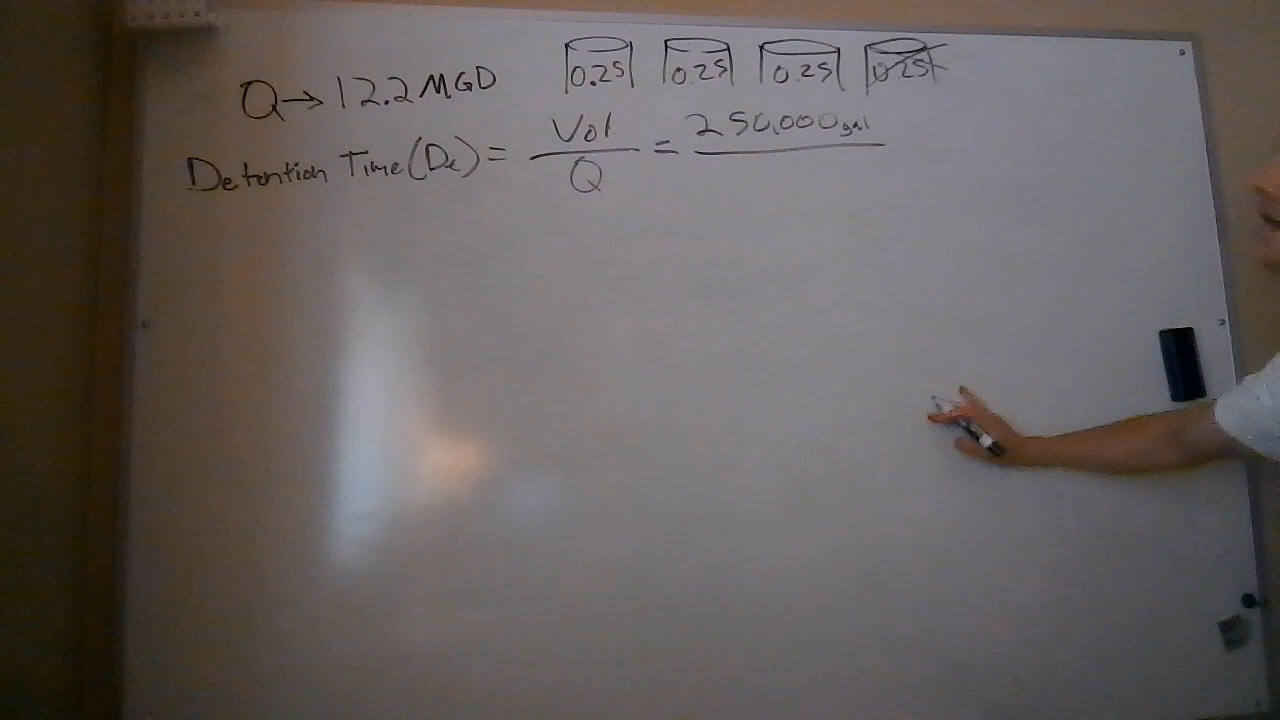 Q → 12.2 MGD 0.25 0.25 0.25 0.25
Detention Time (Dt) = Vol / Q = 250,000 gal